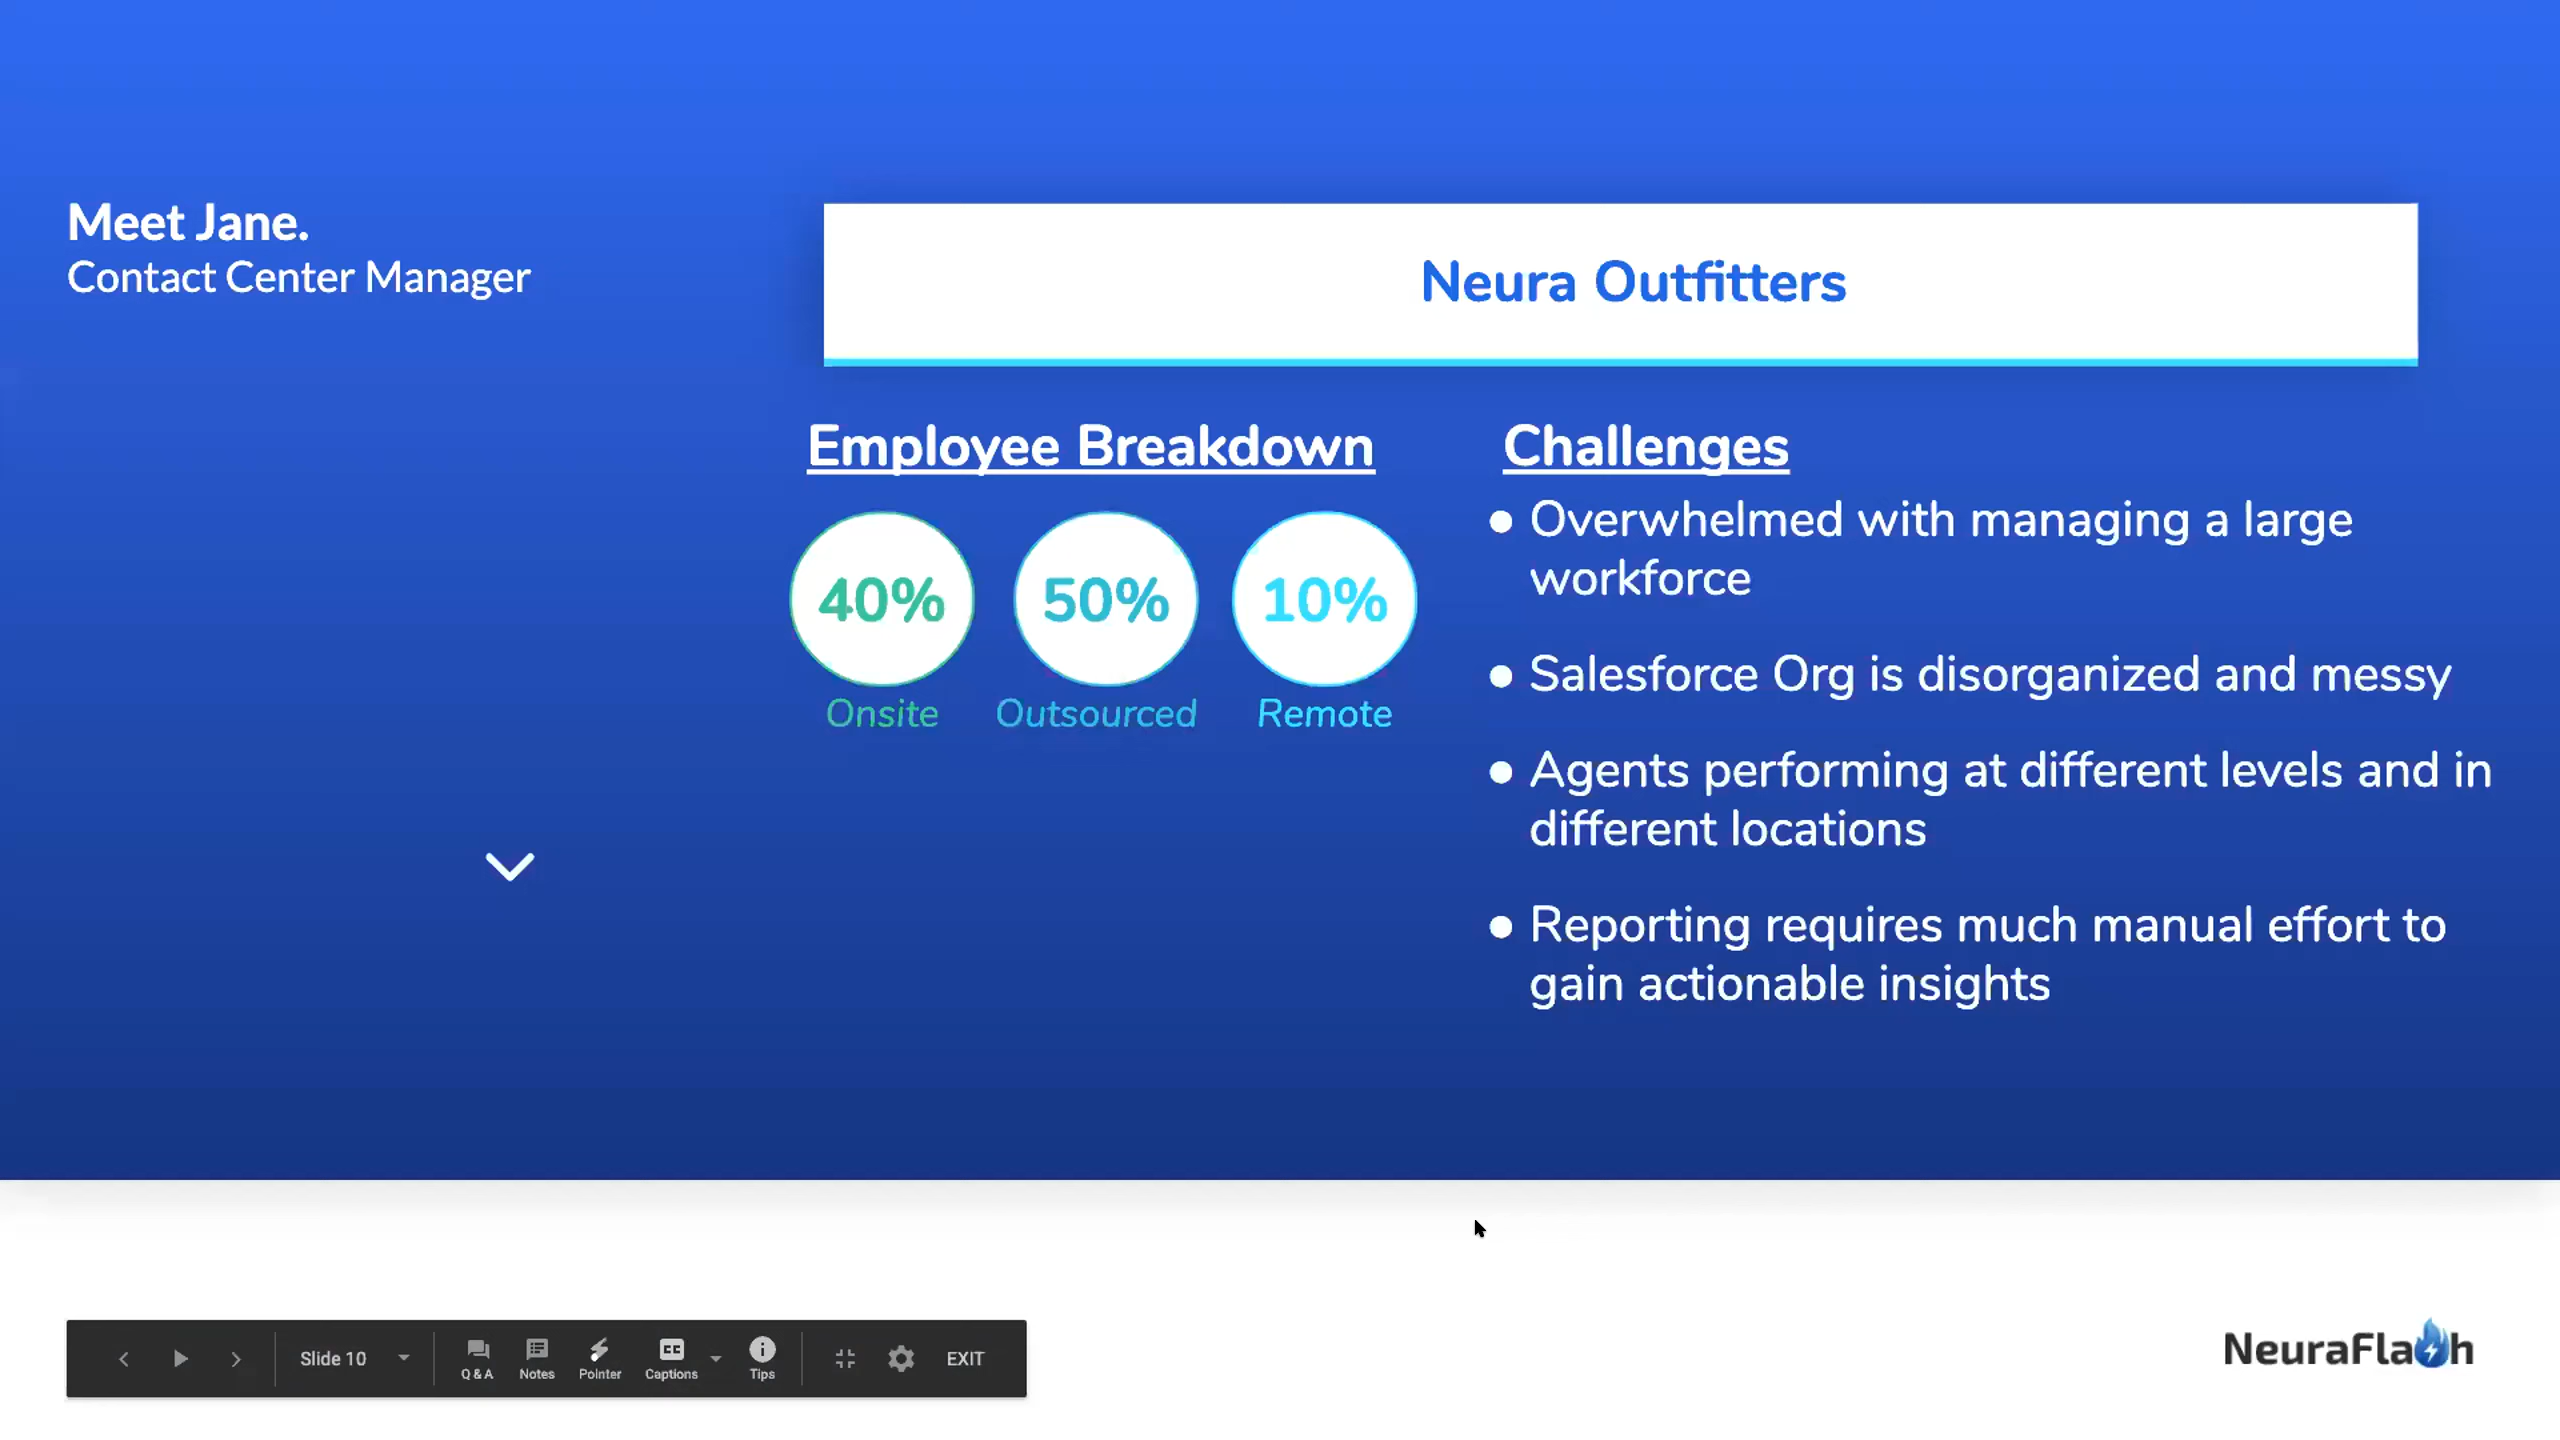 Meet Jane.
Contact Center Manager
Neura Outfitters
Employee Breakdown
40%
50%
10%
Onsite
Outsourced
Remote
Challenges
● Overwhelmed with managing a large
workforce
● Salesforce Org is disorganized and messy
● Agents performing at different levels and in
different locations
● Reporting requires much manual effort to
gain actionable insights
Slide 10
Q & A
Notes
Pointer
CC
Captions
Tips
EXIT
NeuraFlash